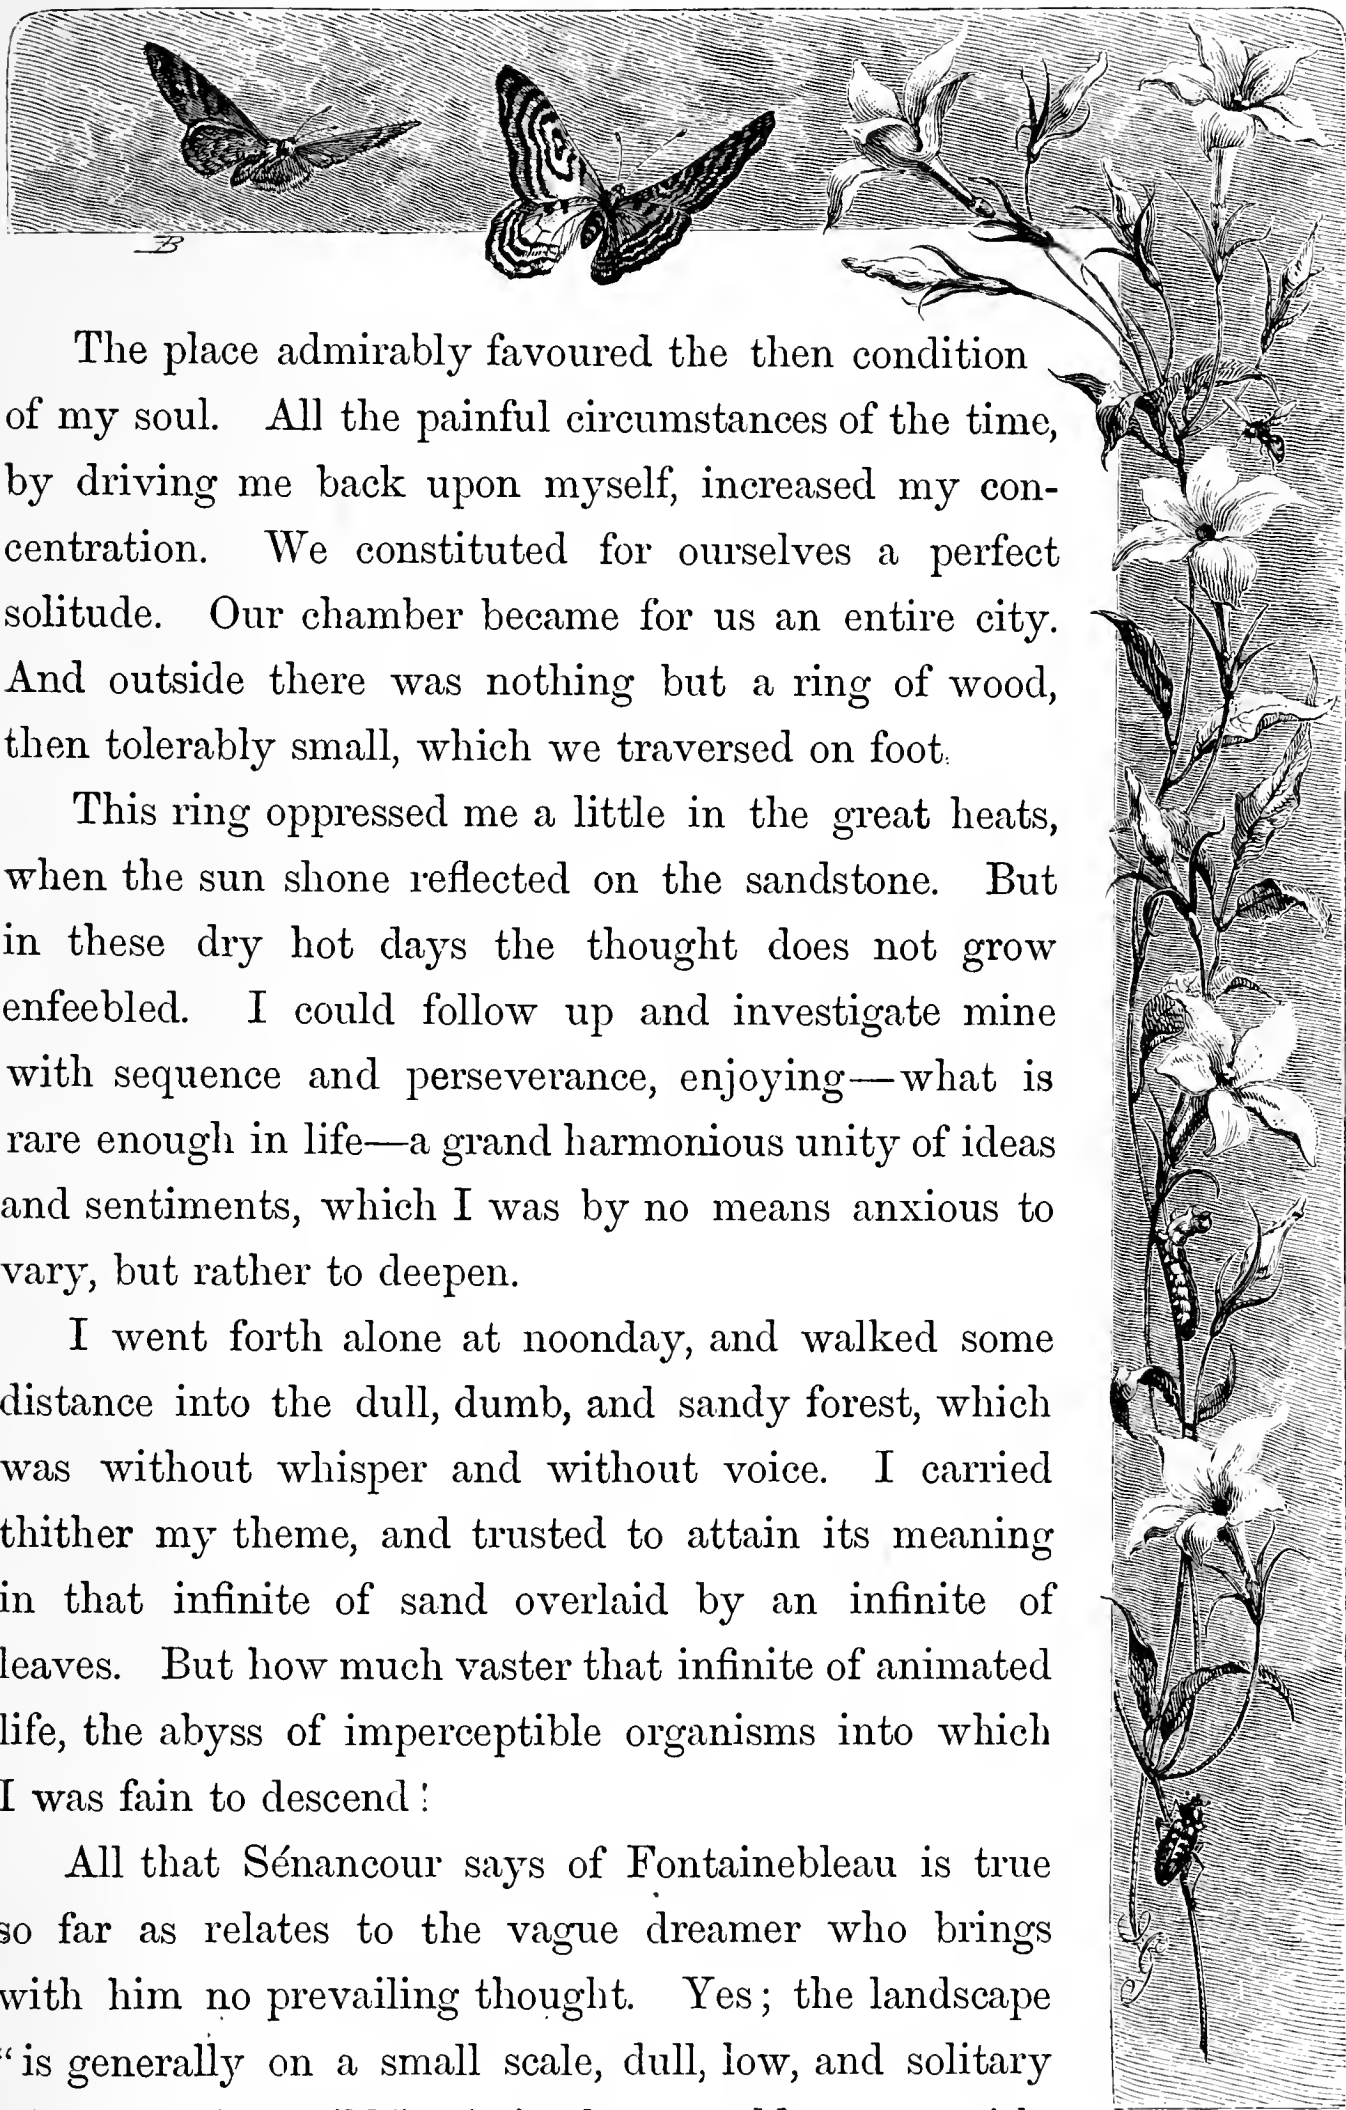 The place admirably favoured the then condition
of my soul. All the painful circumstances of the time,
by driving me back upon myself, increased my con-
centration. We constituted for ourselves a perfect
solitude. Our chamber became for us an entire city.
And outside there was nothing but a ring of wood,
then tolerably small, which we traversed on foot.
This ring oppressed me a little in the great heats,
when the sun shone reflected on the sandstone. But
in these dry hot days the thought does not grow
enfeebled. I could follow up and investigate mine
with sequence and perseverance, enjoying—what is
rare enough in life—a grand harmonious unity of ideas
and sentiments, which I was by no means anxious to
vary, but rather to deepen.
I went forth alone at noonday, and walked some
distance into the dull, dumb, and sandy forest, which
was without whisper and without voice. I carried
thither my theme, and trusted to attain its meaning
in that infinite of sand overlaid by an infinite of
leaves. But how much vaster that infinite of animated
life, the abyss of imperceptible organisms into which
I was fain to descend!
All that Sénancour says of Fontainebleau is true
so far as relates to the vague dreamer who brings
with him no prevailing thought. Yes; the landscape
"is generally on a small scale, dull, low, and solitary